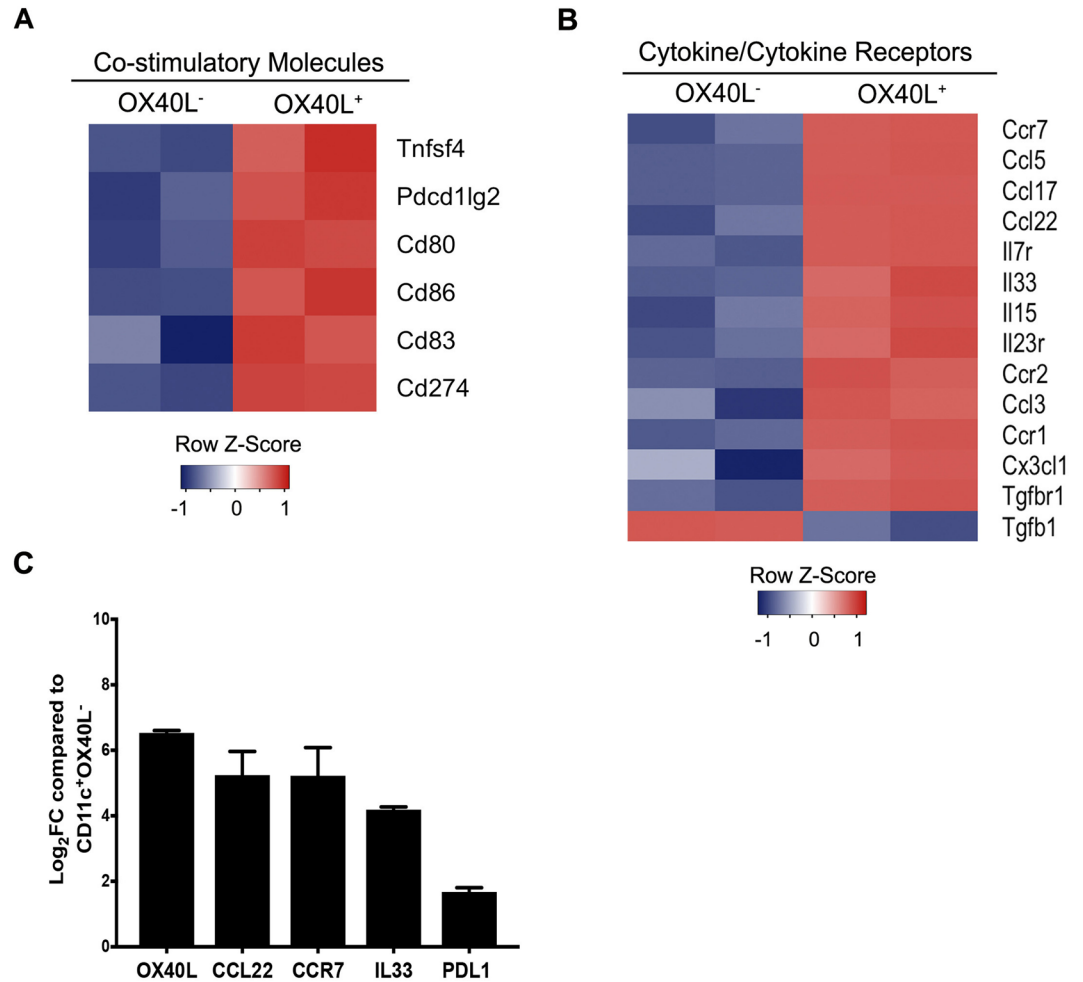 A
Co-stimulatory Molecules
OX40L- OX40L+
Tnfsf4
Pdcd1lg2
Cd80
Cd86
Cd83
Cd274
Row Z-Score
-1 0 1
B
Cytokine/Cytokine Receptors
OX40L- OX40L+
Ccr7
Ccl5
Ccl17
Ccl22
Il7r
Il33
Il15
Il23r
Ccr2
Ccl3
Ccr1
Cx3cl1
Tgfbr1
Tgfb1
Row Z-Score
-1 0 1
C
Log2FC compared to
CD11c+OX40L-
10
8
6
4
2
0
OX40L CCL22 CCR7 IL33 PDL1